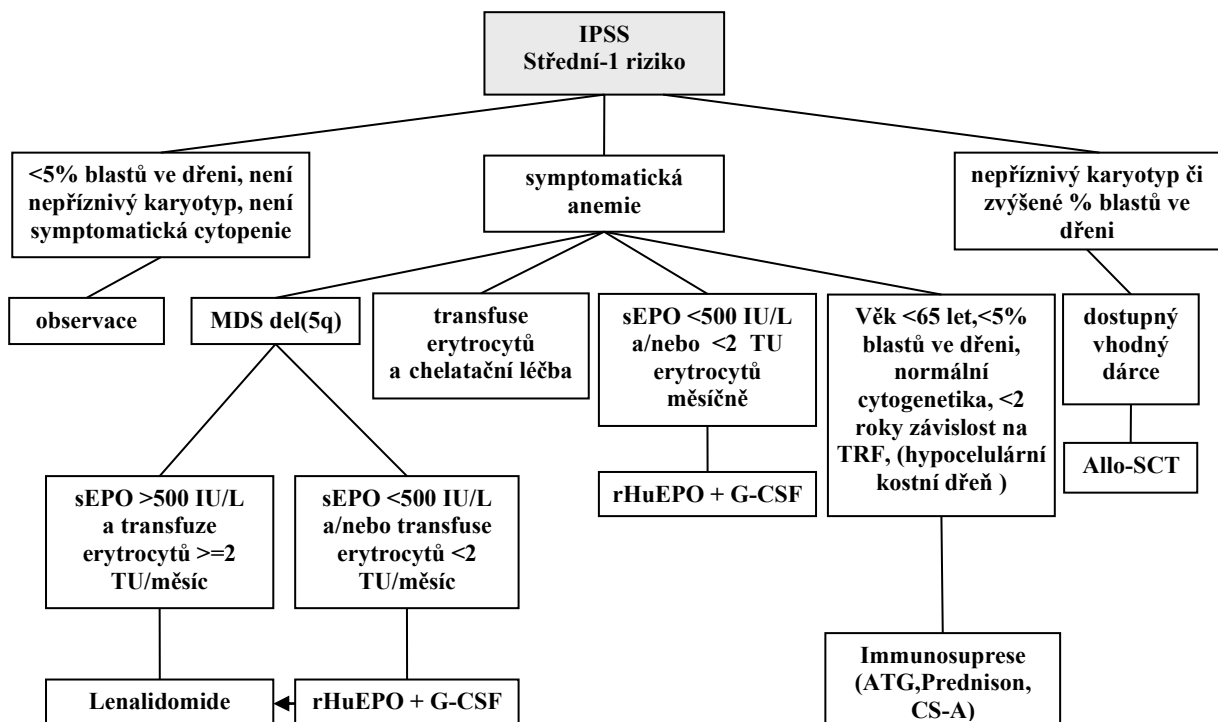 IPSS
Střední-1 riziko
<5% blastů ve dřeni, není
nepříznivý karyotyp, není
symptomatická cytopenie
symptomatická
anemie
nepříznivý karyotyp či
zvýšené % blastů ve
dřeni
observace
MDS del(5q)
transfuse
erytrocytů
a chelatační léčba
sEPO <500 IU/L
a/nebo <2 TU
erytrocytů
měsíčně
Věk <65 let,<5%
blastů ve dřeni,
normální
cytogenetika, <2
roky závislost na
TRF, (hypocelulární
kostní dřeň )
dostupný
vhodný
dárce
sEPO >500 IU/L
a transfuze
erytrocytů >=2
TU/měsíc
sEPO <500 IU/L
a/nebo transfuse
erytrocytů <2
TU/měsíc
rHuEPO + G-CSF
Allo-SCT
Lenalidomide
rHuEPO + G-CSF
Immunosuprese
(ATG,Prednison,
CS-A)